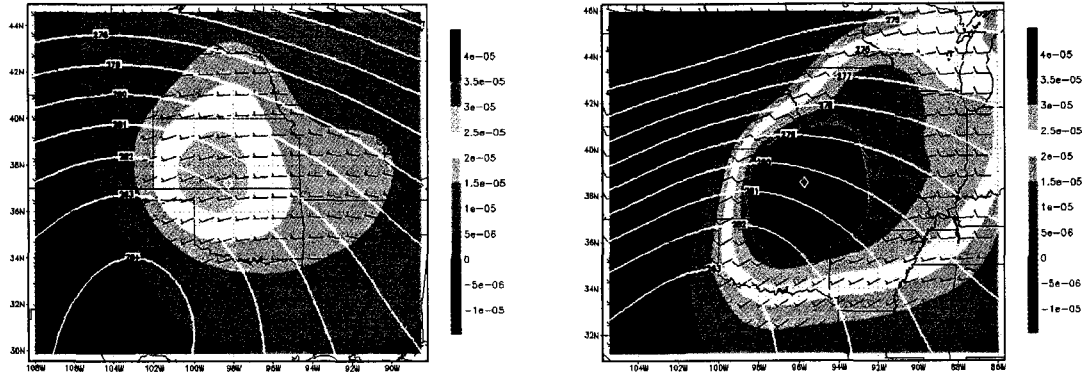 44N
42N
40N
38N
36N
34N
32N
30N
108W 106W 104W 102W 100W 98W 96W 94W 92W 90W
4e-05
3.5e-05
3e-05
2.5e-05
2e-05
1.5e-05
1e-05
5e-06
0
-5e-06
-1e-05
46N
44N
42N
40N
38N
36N
34N
32N
104W 102W 100W 98W 96W 94W 92W 90W 88W 86W
4e-05
3.5e-05
3e-05
2.5e-05
2e-05
1.5e-05
1e-05
5e-06
0
-5e-06
-1e-05